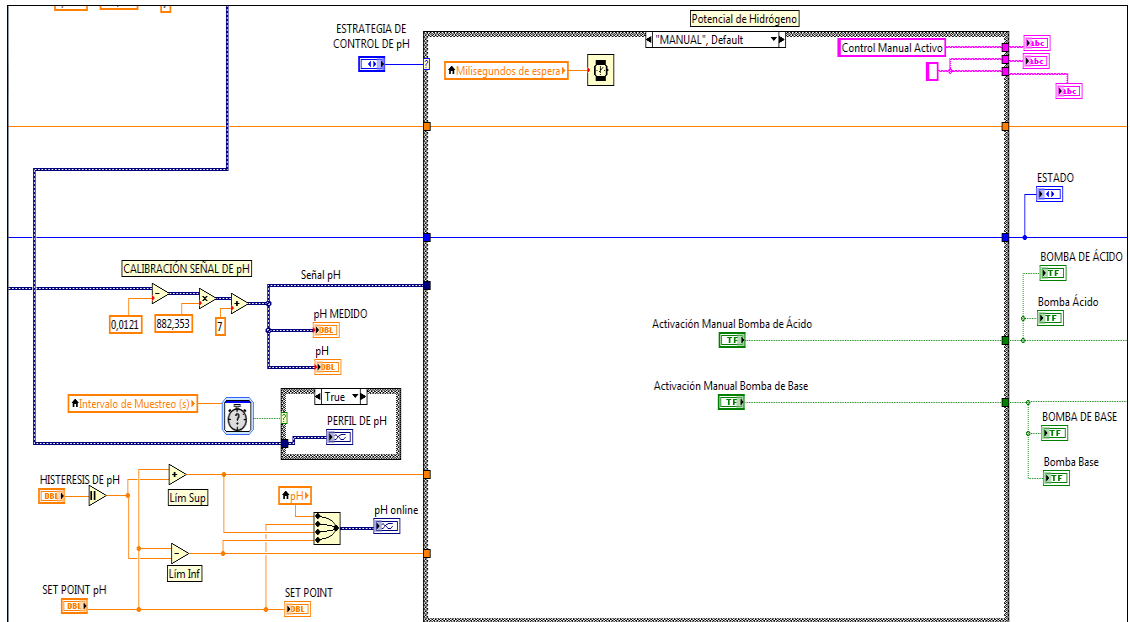 Potencial de Hidrógeno
ESTRATEGIA DE
CONTROL DE pH
"MANUAL", Default
Control Manual Activo
abc
abc
abc
Milisegundos de espera
ESTADO
CALIBRACIÓN SEÑAL DE pH
Señal pH
0,0121
882,353
7
pH MEDIDO
DBL
pH
DBL
BOMBA DE ÁCIDO
TF
Bomba Ácido
TF
Activación Manual Bomba de Ácido
TF
Intervalo de Muestreo (s)
True
PERFIL DE pH
Activación Manual Bomba de Base
TF
BOMBA DE BASE
TF
Bomba Base
TF
HISTERESIS DE pH
DBL
Lím Sup
pH
pH online
Lím Inf
SET POINT pH
DBL
SET POINT
DBL